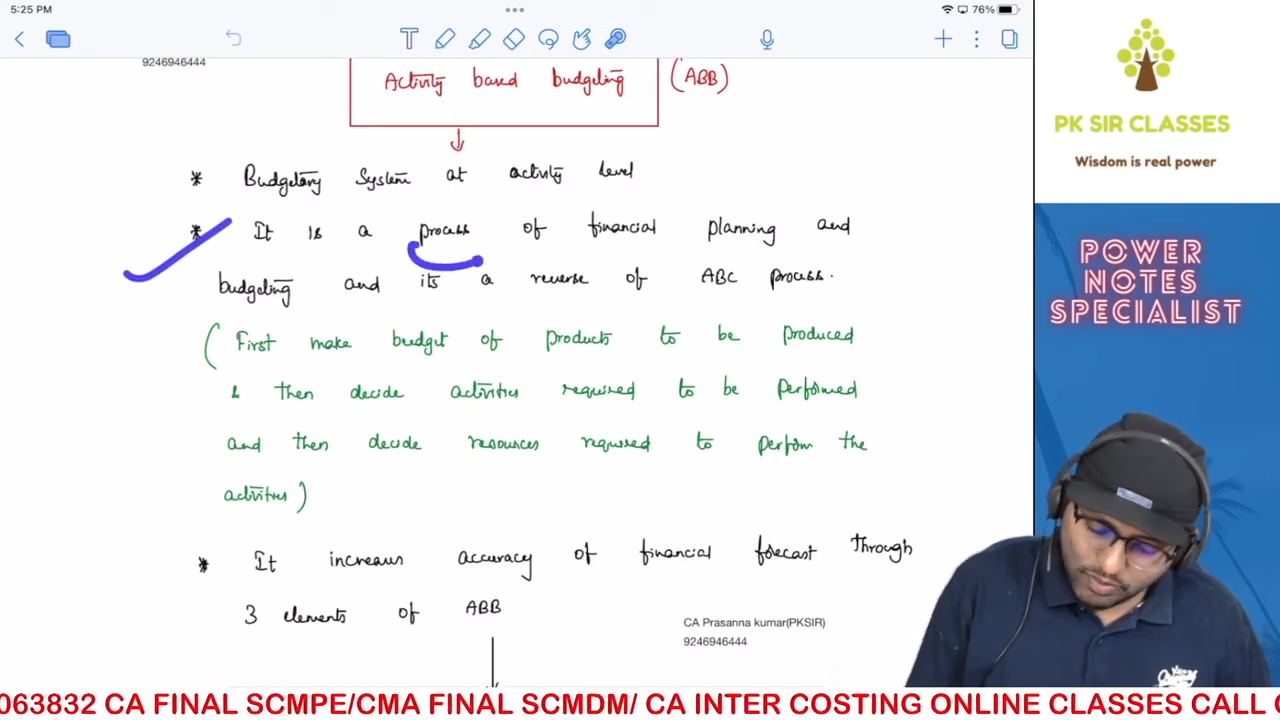 5:25 PM
76%
9246946444
Activity based budgeting (ABB)
* Budgetary System at activity level
* It is a process of financial planning and
budgeting and its a reverse of ABC process.
(First make budget of products to be produced
& then decide activities required to be performed
and then decide resources required to perform the
activities)
* It increases accuracy of financial forecast through
3 elements of ABB
CA Prasanna kumar(PKSIR)
9246946444
PK SIR CLASSES
Wisdom is real power
POWER
NOTES
SPECIALIST
063832 CA FINAL SCMPE/CMA FINAL SCMDM/ CA INTER COSTING ONLINE CLASSES CALL